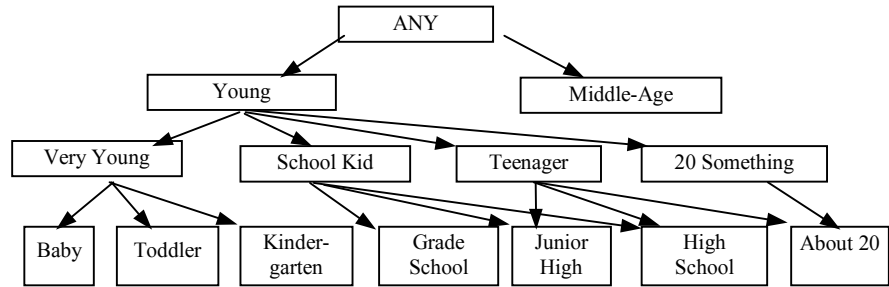 ANY
Young
Middle-Age
Very Young
School Kid
Teenager
20 Something
Baby
Toddler
Kinder-
garten
Grade
School
Junior
High
High
School
About 20